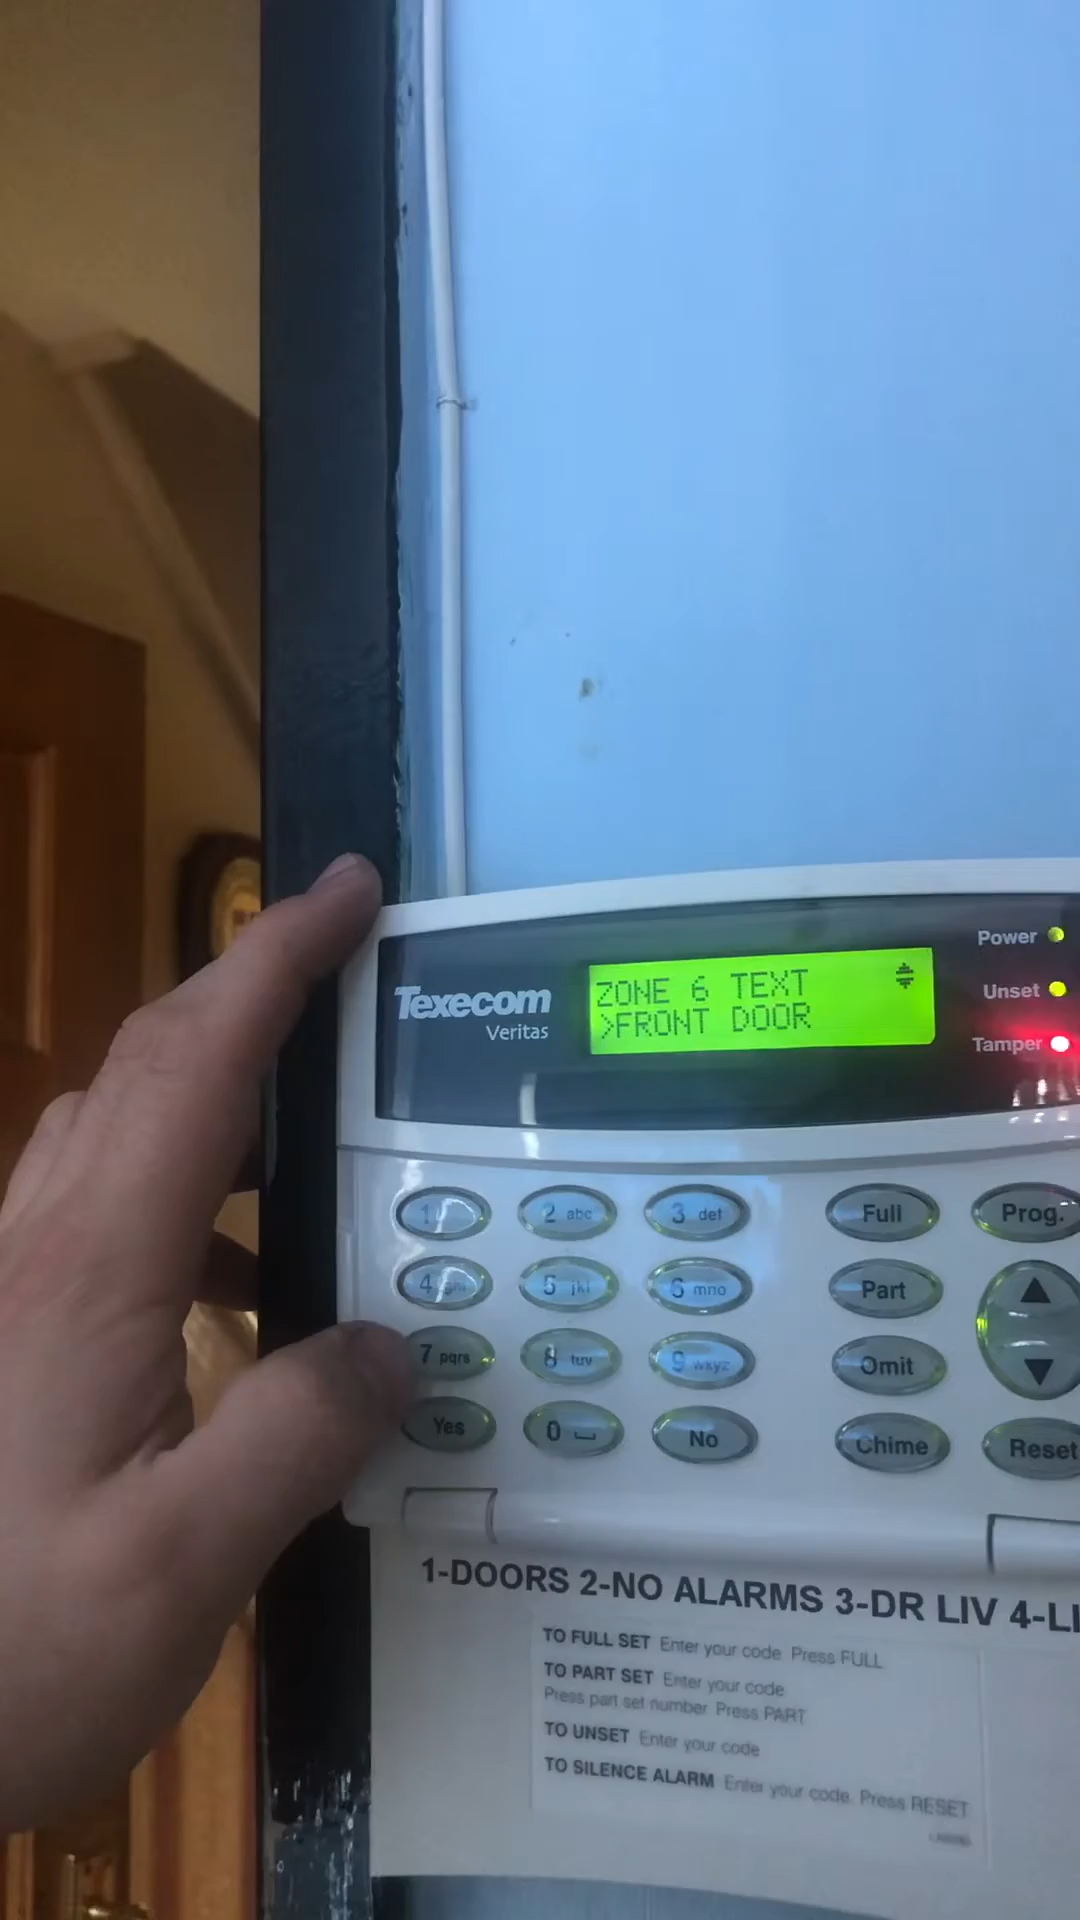 Texecom
Veritas
ZONE 6 TEXT
>FRONT DOOR
Power
Unset
Tamper
1
2 abc
3 def
Full
Prog.
4 ghi
5 jkl
6 mno
Part
7 pqrs
8 tuv
9 wxyz
Omit
Yes
0
No
Chime
Reset
1-DOORS 2-NO ALARMS 3-DR LIV 4-LI
TO FULL SET Enter your code. Press FULL
TO PART SET Enter your code.
Press part set number. Press PART
TO UNSET Enter your code
TO SILENCE ALARM Enter your code. Press RESET